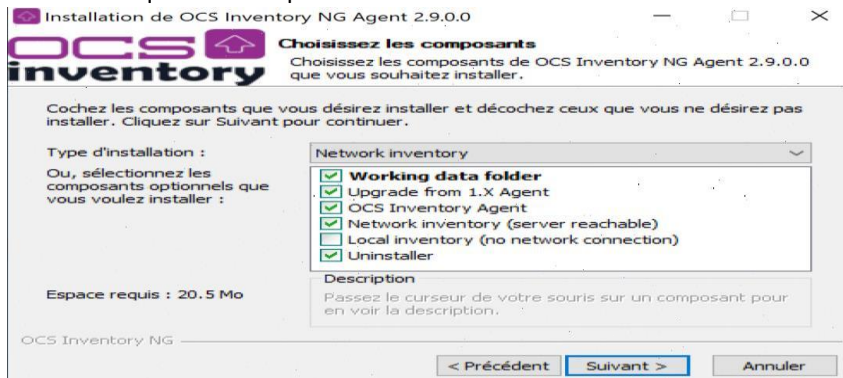 Installation de OCS Inventory NG Agent 2.9.0.0
OCS
inventory
Choisissez les composants
Choisissez les composants de OCS Inventory NG Agent 2.9.0.0
que vous souhaitez installer.
Cochez les composants que vous désirez installer et décochez ceux que vous ne désirez pas
installer. Cliquez sur Suivant pour continuer.
Type d'installation :
Network inventory
Ou, sélectionnez les
composants optionnels que
vous voulez installer :
Working data folder
Upgrade from 1.X Agent
OCS Inventory Agent
Network inventory (server reachable)
Local inventory (no network connection)
Uninstaller
Espace requis : 20.5 Mo
Description
Passez le curseur de votre souris sur un composant pour
en voir la description.
OCS Inventory NG
< Précédent
Suivant >
Annuler